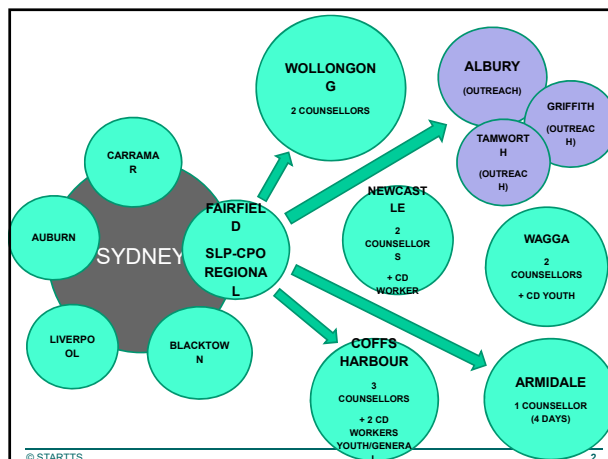 WOLLONGON
G
2 COUNSELLORS
ALBURY
(OUTREACH)
GRIFFITH
(OUTREAC
H)
TAMWORT
H
(OUTREAC
H)
CARRAMA
R
AUBURN
SYDNEY
FAIRFIEL
D
SLP-CPO
REGIONA
L
NEWCAST
LE
2
COUNSELLOR
S
+ CD
WORKER
WAGGA
2
COUNSELLORS
+ CD YOUTH
LIVERPO
OL
BLACKTOW
N
COFFS
HARBOUR
3
COUNSELLORS
+ 2 CD
WORKERS
YOUTH/GENERA
L
ARMIDALE
1 COUNSELLOR
(4 DAYS)
© STARTTS
2